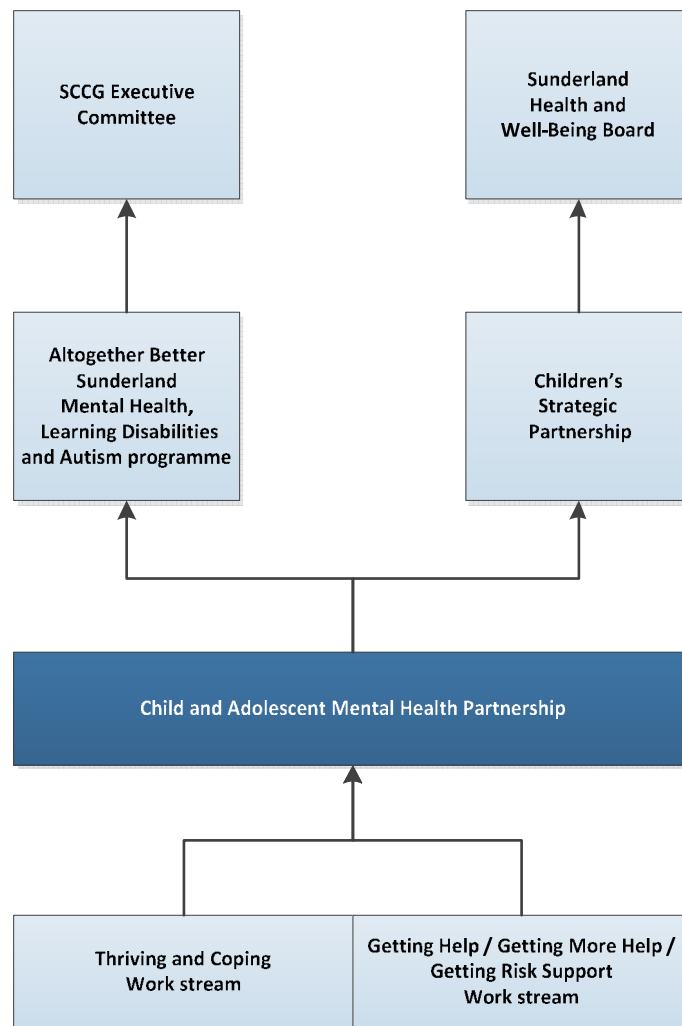 SCCG Executive
Committee
Sunderland
Health and
Well-Being Board
Altogether Better
Sunderland
Mental Health,
Learning Disabilities
and Autism programme
Children’s
Strategic
Partnership
Child and Adolescent Mental Health Partnership
Thriving and Coping
Work stream
Getting Help / Getting More Help /
Getting Risk Support
Work stream